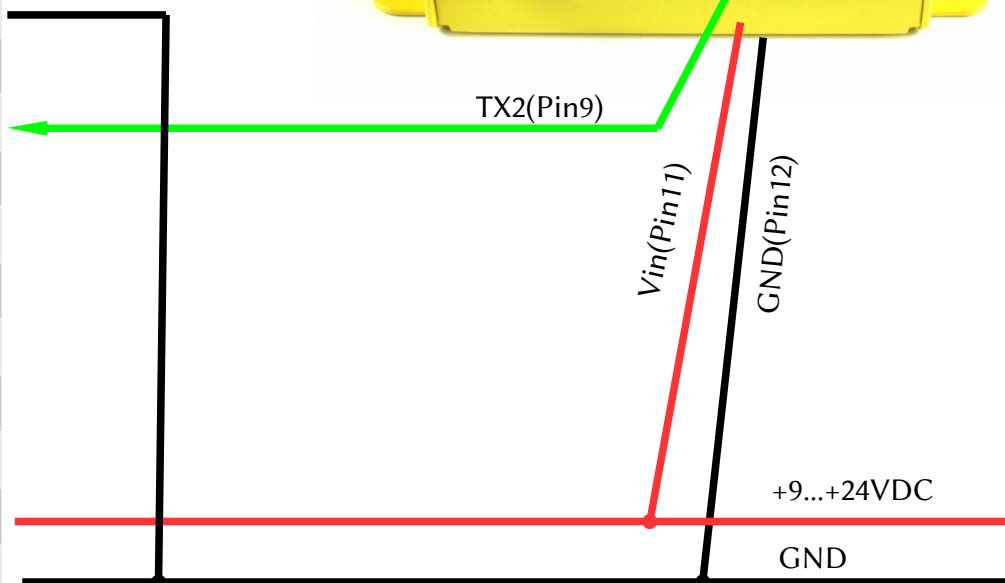 TX2(Pin9)
Vin(Pin11)
GND(Pin12)
+9...+24VDC
GND